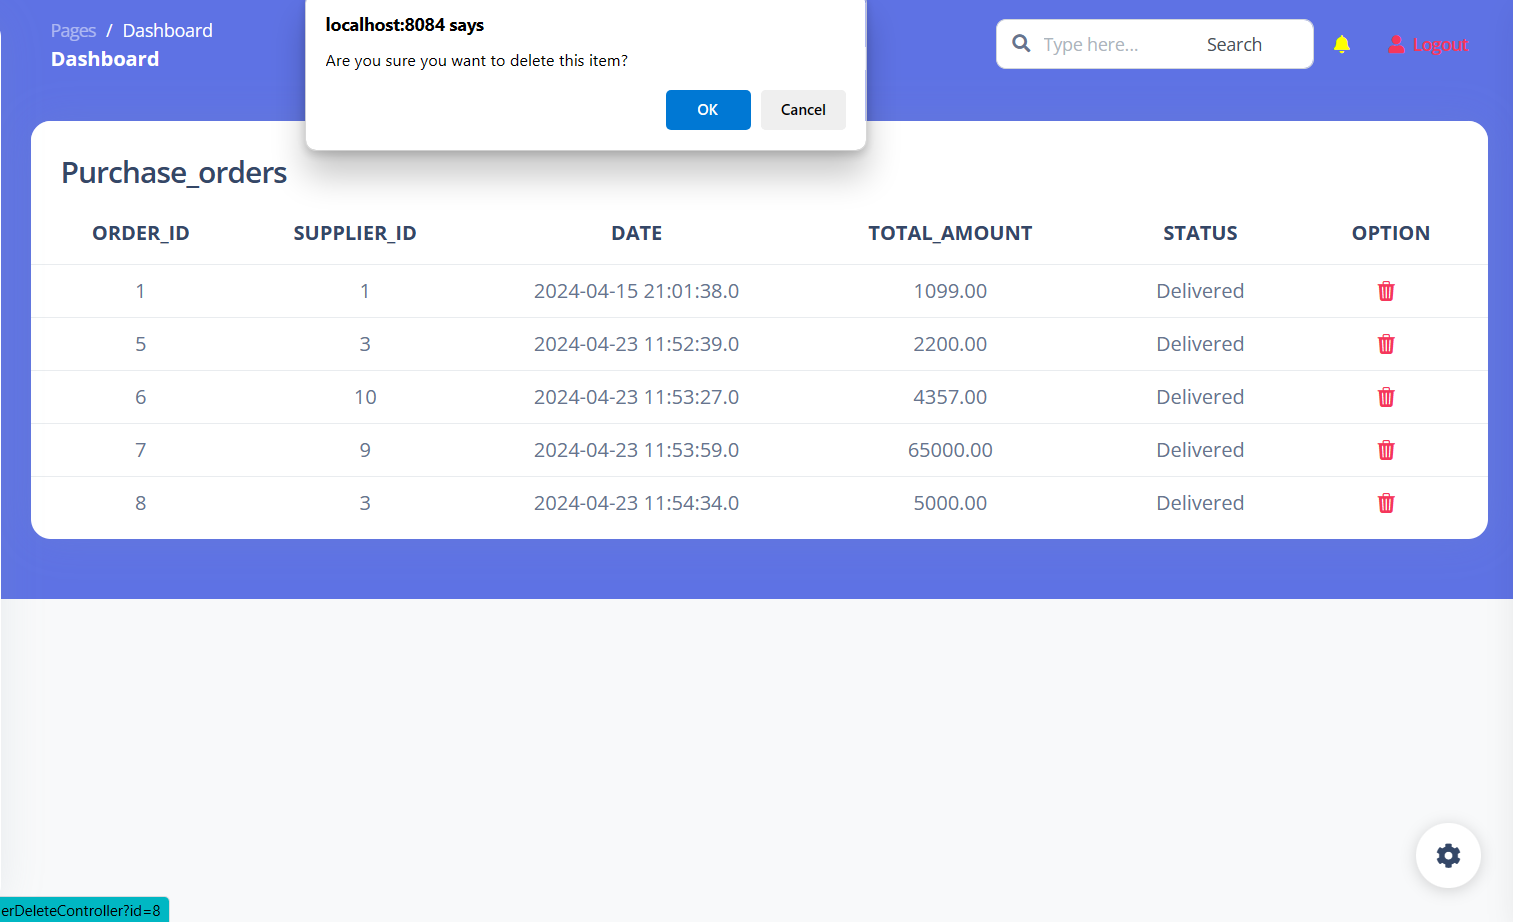 localhost:8084 says
Are you sure you want to delete this item?
OK Cancel
Pages / Dashboard
Dashboard
Type here... Search Logout
Purchase_orders
ORDER_ID SUPPLIER_ID DATE TOTAL_AMOUNT STATUS OPTION
1 1 2024-04-15 21:01:38.0 1099.00 Delivered
5 3 2024-04-23 11:52:39.0 2200.00 Delivered
6 10 2024-04-23 11:53:27.0 4357.00 Delivered
7 9 2024-04-23 11:53:59.0 65000.00 Delivered
8 3 2024-04-23 11:54:34.0 5000.00 Delivered
erDeleteController?id=8